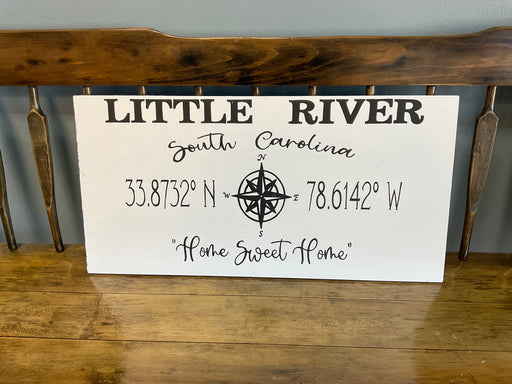 LITTLE RIVER
South Carolina
N
33.8732° N W E 78.6142° W
S
"Home Sweet Home"